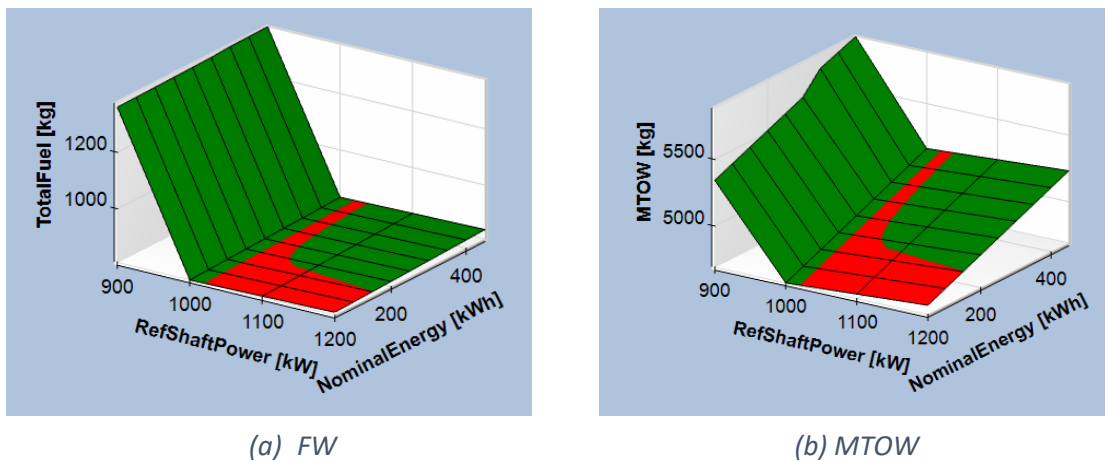 TotalFuel [kg]
1200
1000
900
1000
1100
1200
200
400
RefShaftPower [kW]
NominalEnergy [kWh]
(a) FW
MTOW [kg]
5500
5000
900
1000
1100
1200
200
400
RefShaftPower [kW]
NominalEnergy [kWh]
(b) MTOW